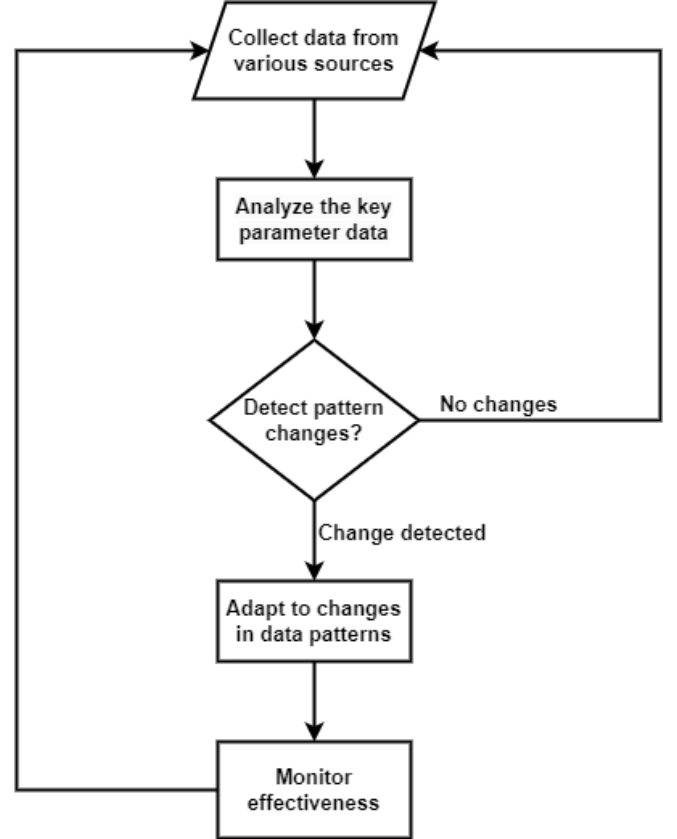 Collect data from
various sources
Analyze the key
parameter data
Detect pattern
changes?
No changes
Change detected
Adapt to changes
in data patterns
Monitor
effectiveness